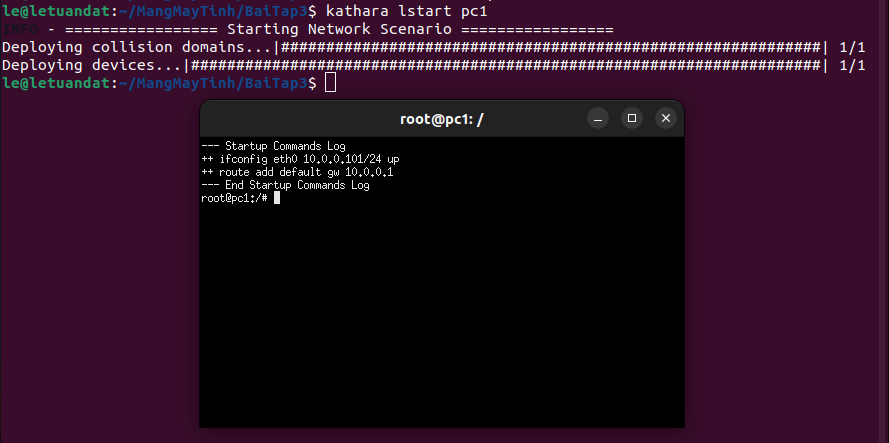 le@letuandat:~/MangMayTinh/BaiTap3$ kathara lstart pc1
INFO - ================= Starting Network Scenario =================
Deploying collision domains...|############################################################| 1/1
Deploying devices...|######################################################################| 1/1
le@letuandat:~/MangMayTinh/BaiTap3$
root@pc1: /
--- Startup Commands Log
++ ifconfig eth0 10.0.0.101/24 up
++ route add default gw 10.0.0.1
--- End Startup Commands Log
root@pc1:/#